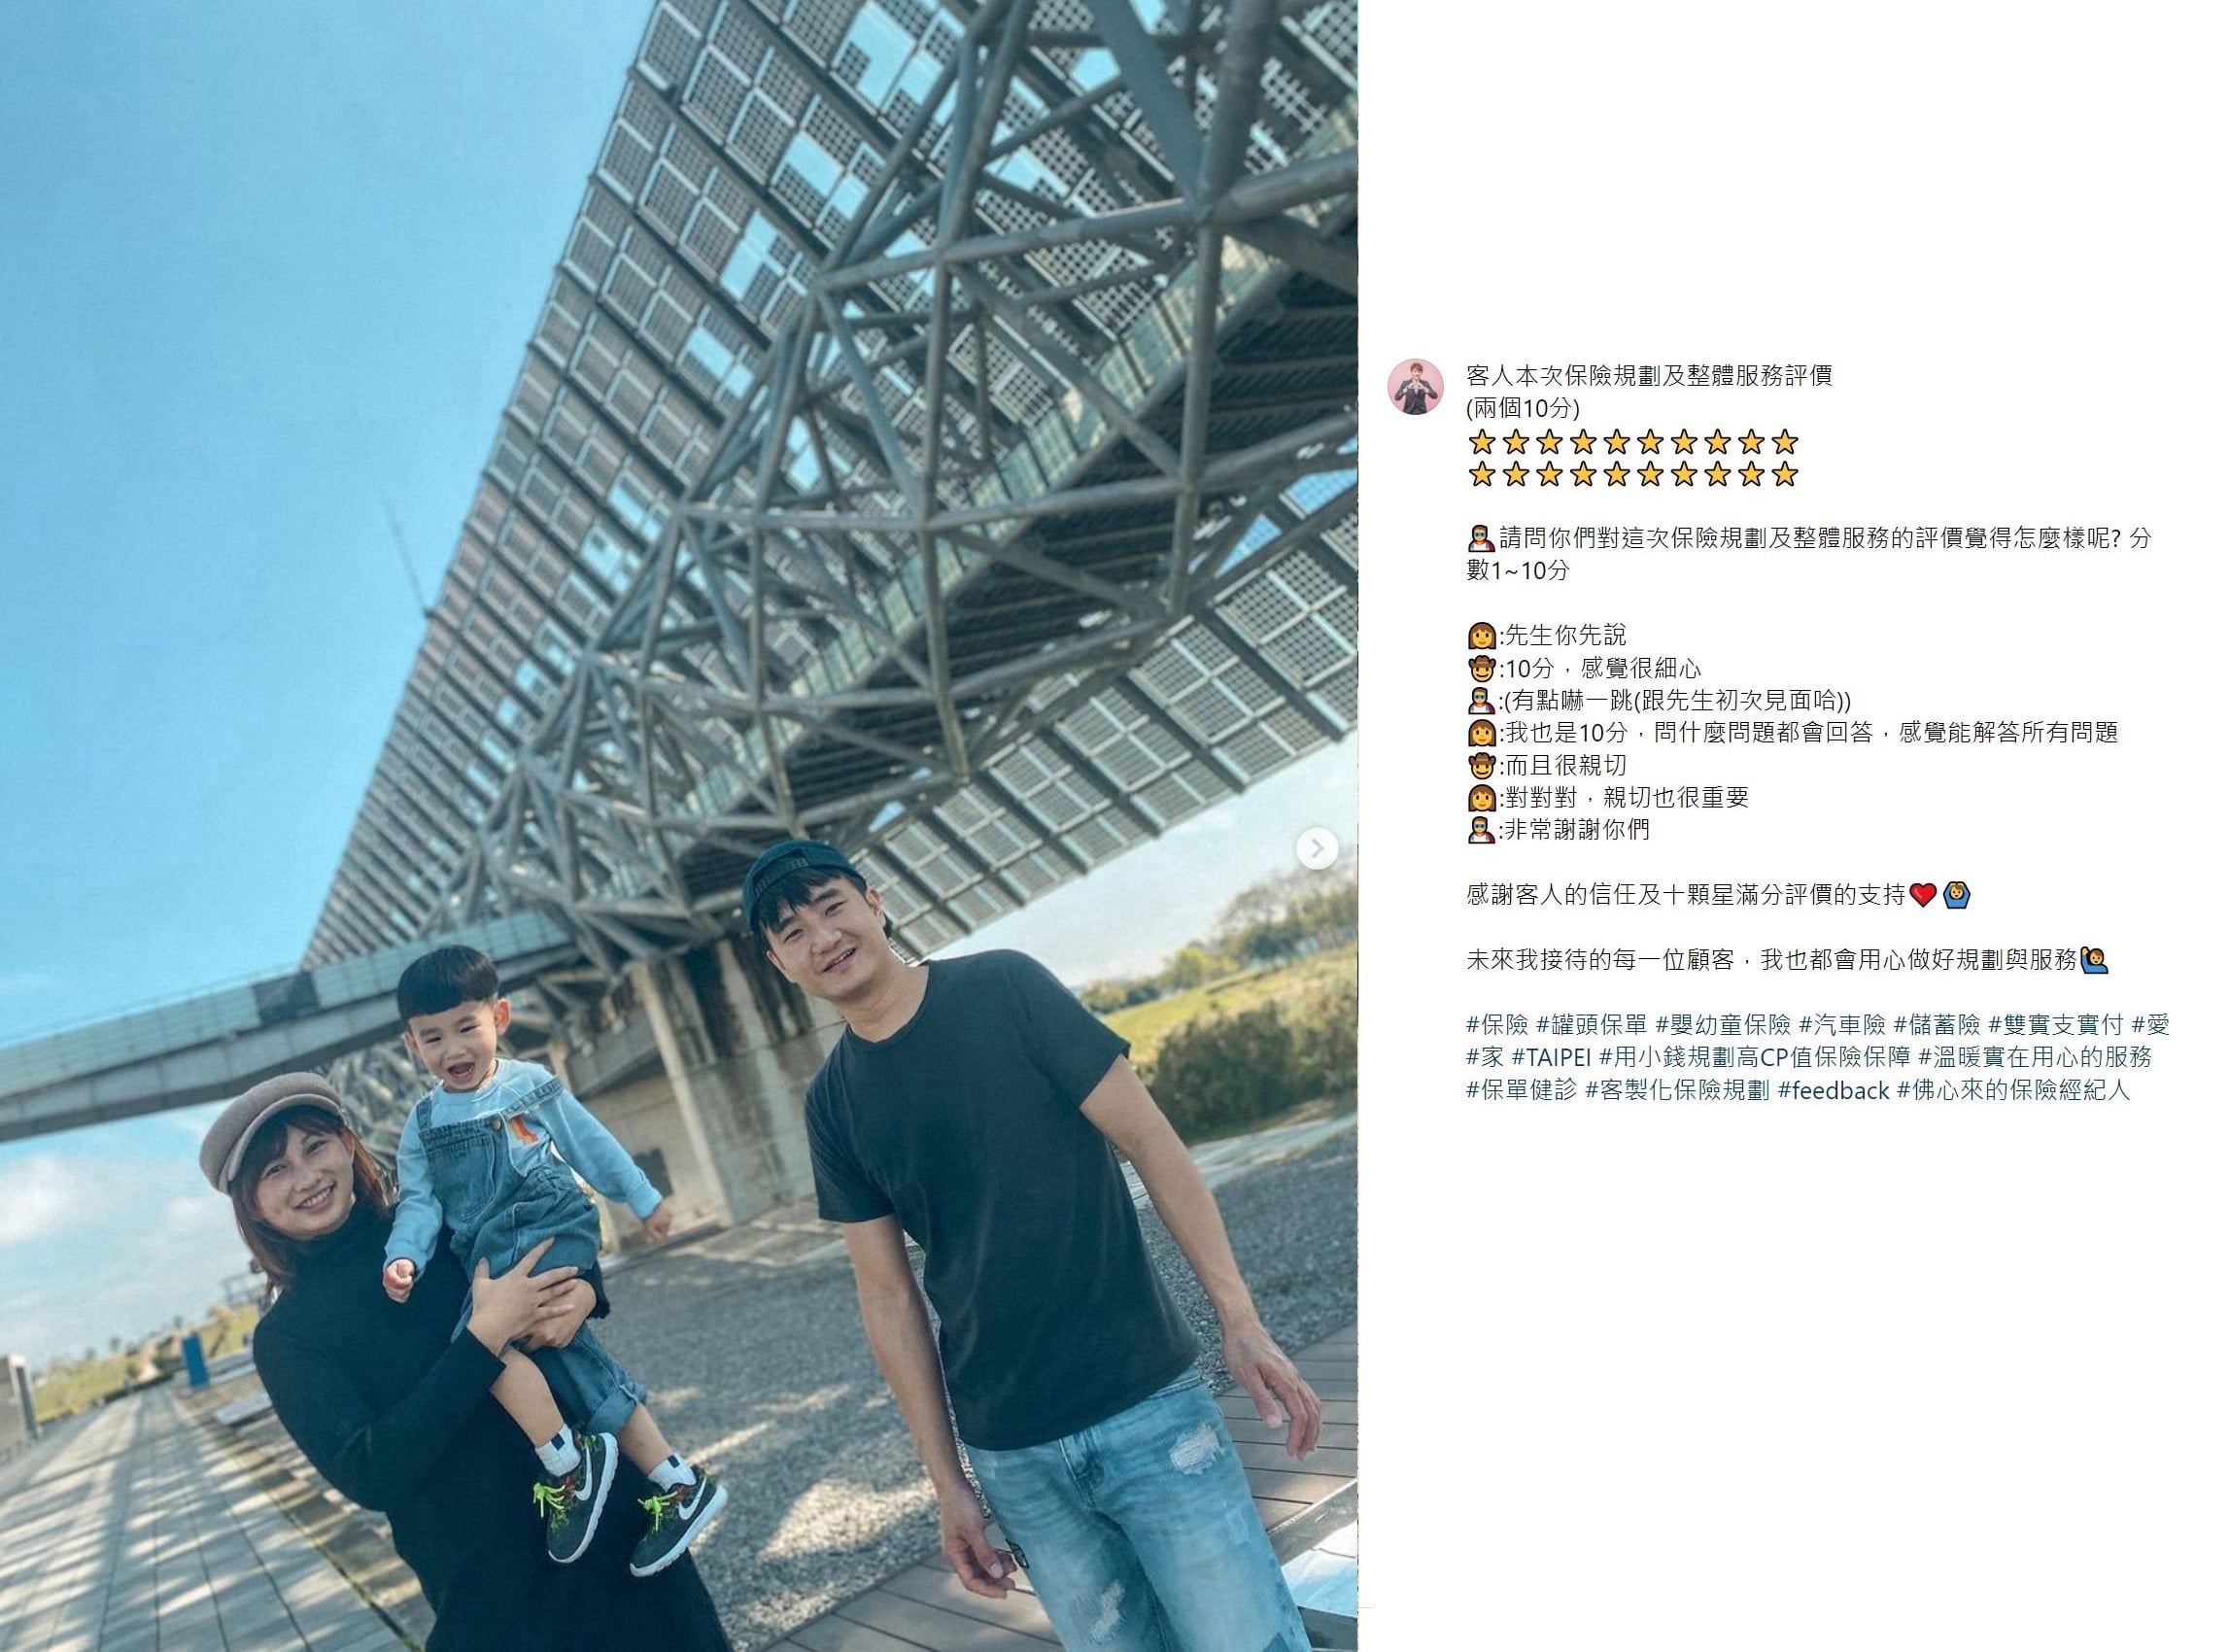 客人本次保險規劃及整體服務評價
(兩個10分)
⭐⭐⭐⭐⭐⭐⭐⭐⭐⭐
⭐⭐⭐⭐⭐⭐⭐⭐⭐⭐
🦸‍♂️請問你們對這次保險規劃及整體服務的評價覺得怎麼樣呢? 分
數1~10分
👩:先生你先說
🤠:10分，感覺很細心
🦸‍♂️:(有點嚇一跳(跟先生初次見面哈))
👩:我也是10分，問什麼問題都會回答，感覺能解答所有問題
🤠:而且很親切
👩:對對對，親切也很重要
🦸‍♂️:非常謝謝你們
感謝客人的信任及十顆星滿分評價的支持❤️🙆‍♂️
未來我接待的每一位顧客，我也都會用心做好規劃與服務🙋‍♂️
#保險 #罐頭保單 #嬰幼童保險 #汽車險 #儲蓄險 #雙實支實付 #愛
#家 #TAIPEI #用小錢規劃高CP值保險保障 #溫暖實在用心的服務
#保單健診 #客製化保險規劃 #feedback #佛心來的保險經紀人